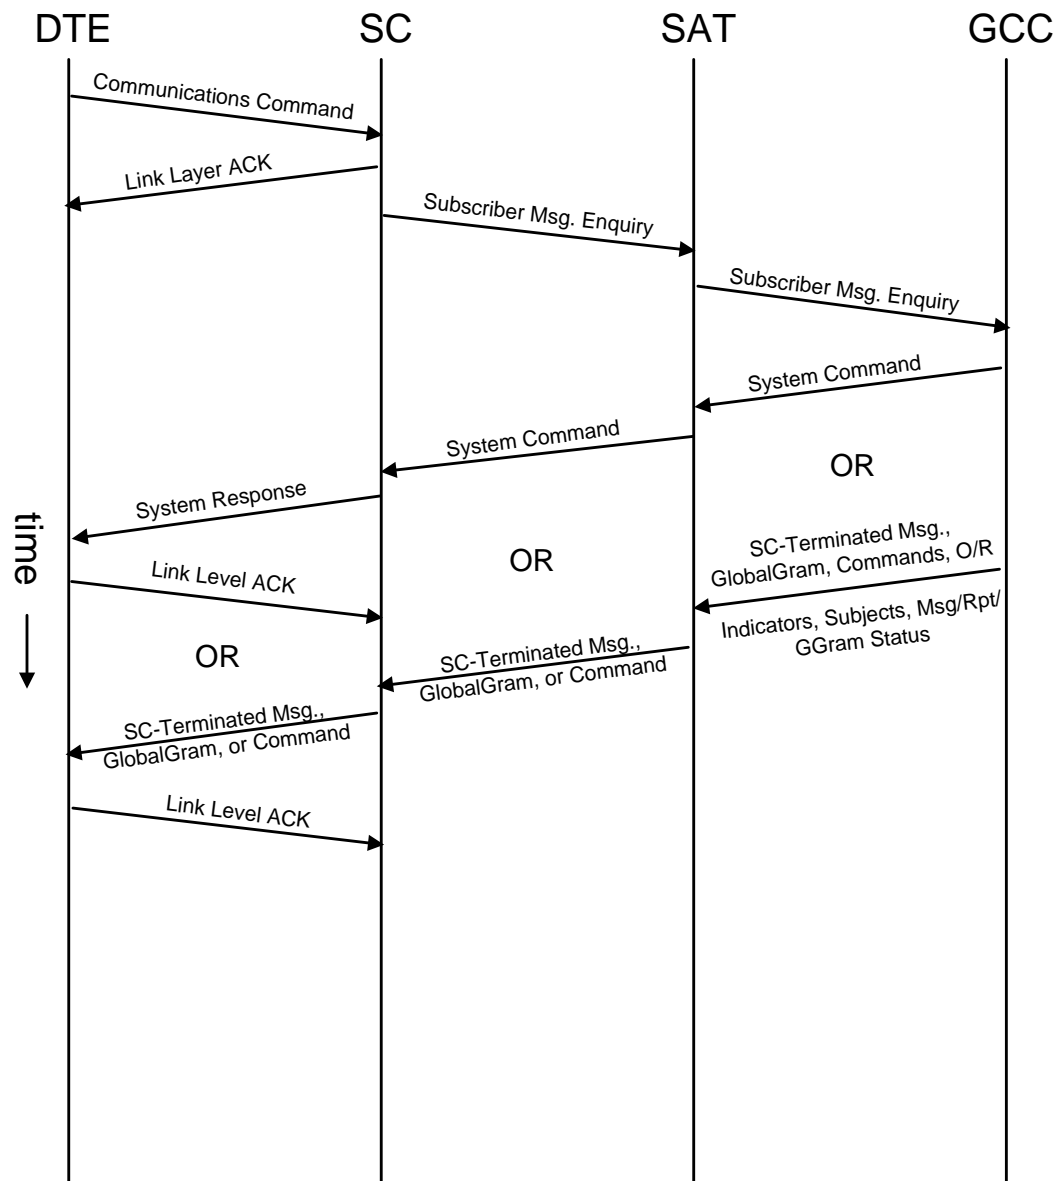 DTE SC SAT GCC
Communications Command
Link Layer ACK
Subscriber Msg. Enquiry
Subscriber Msg. Enquiry
System Command
System Command
OR
System Response
time
OR
SC-Terminated Msg.,
GlobalGram, Commands, O/R
Link Level ACK
Indicators, Subjects, Msg/Rpt/
GGram Status
OR
SC-Terminated Msg.,
GlobalGram, or Command
SC-Terminated Msg.,
GlobalGram, or Command
Link Level ACK